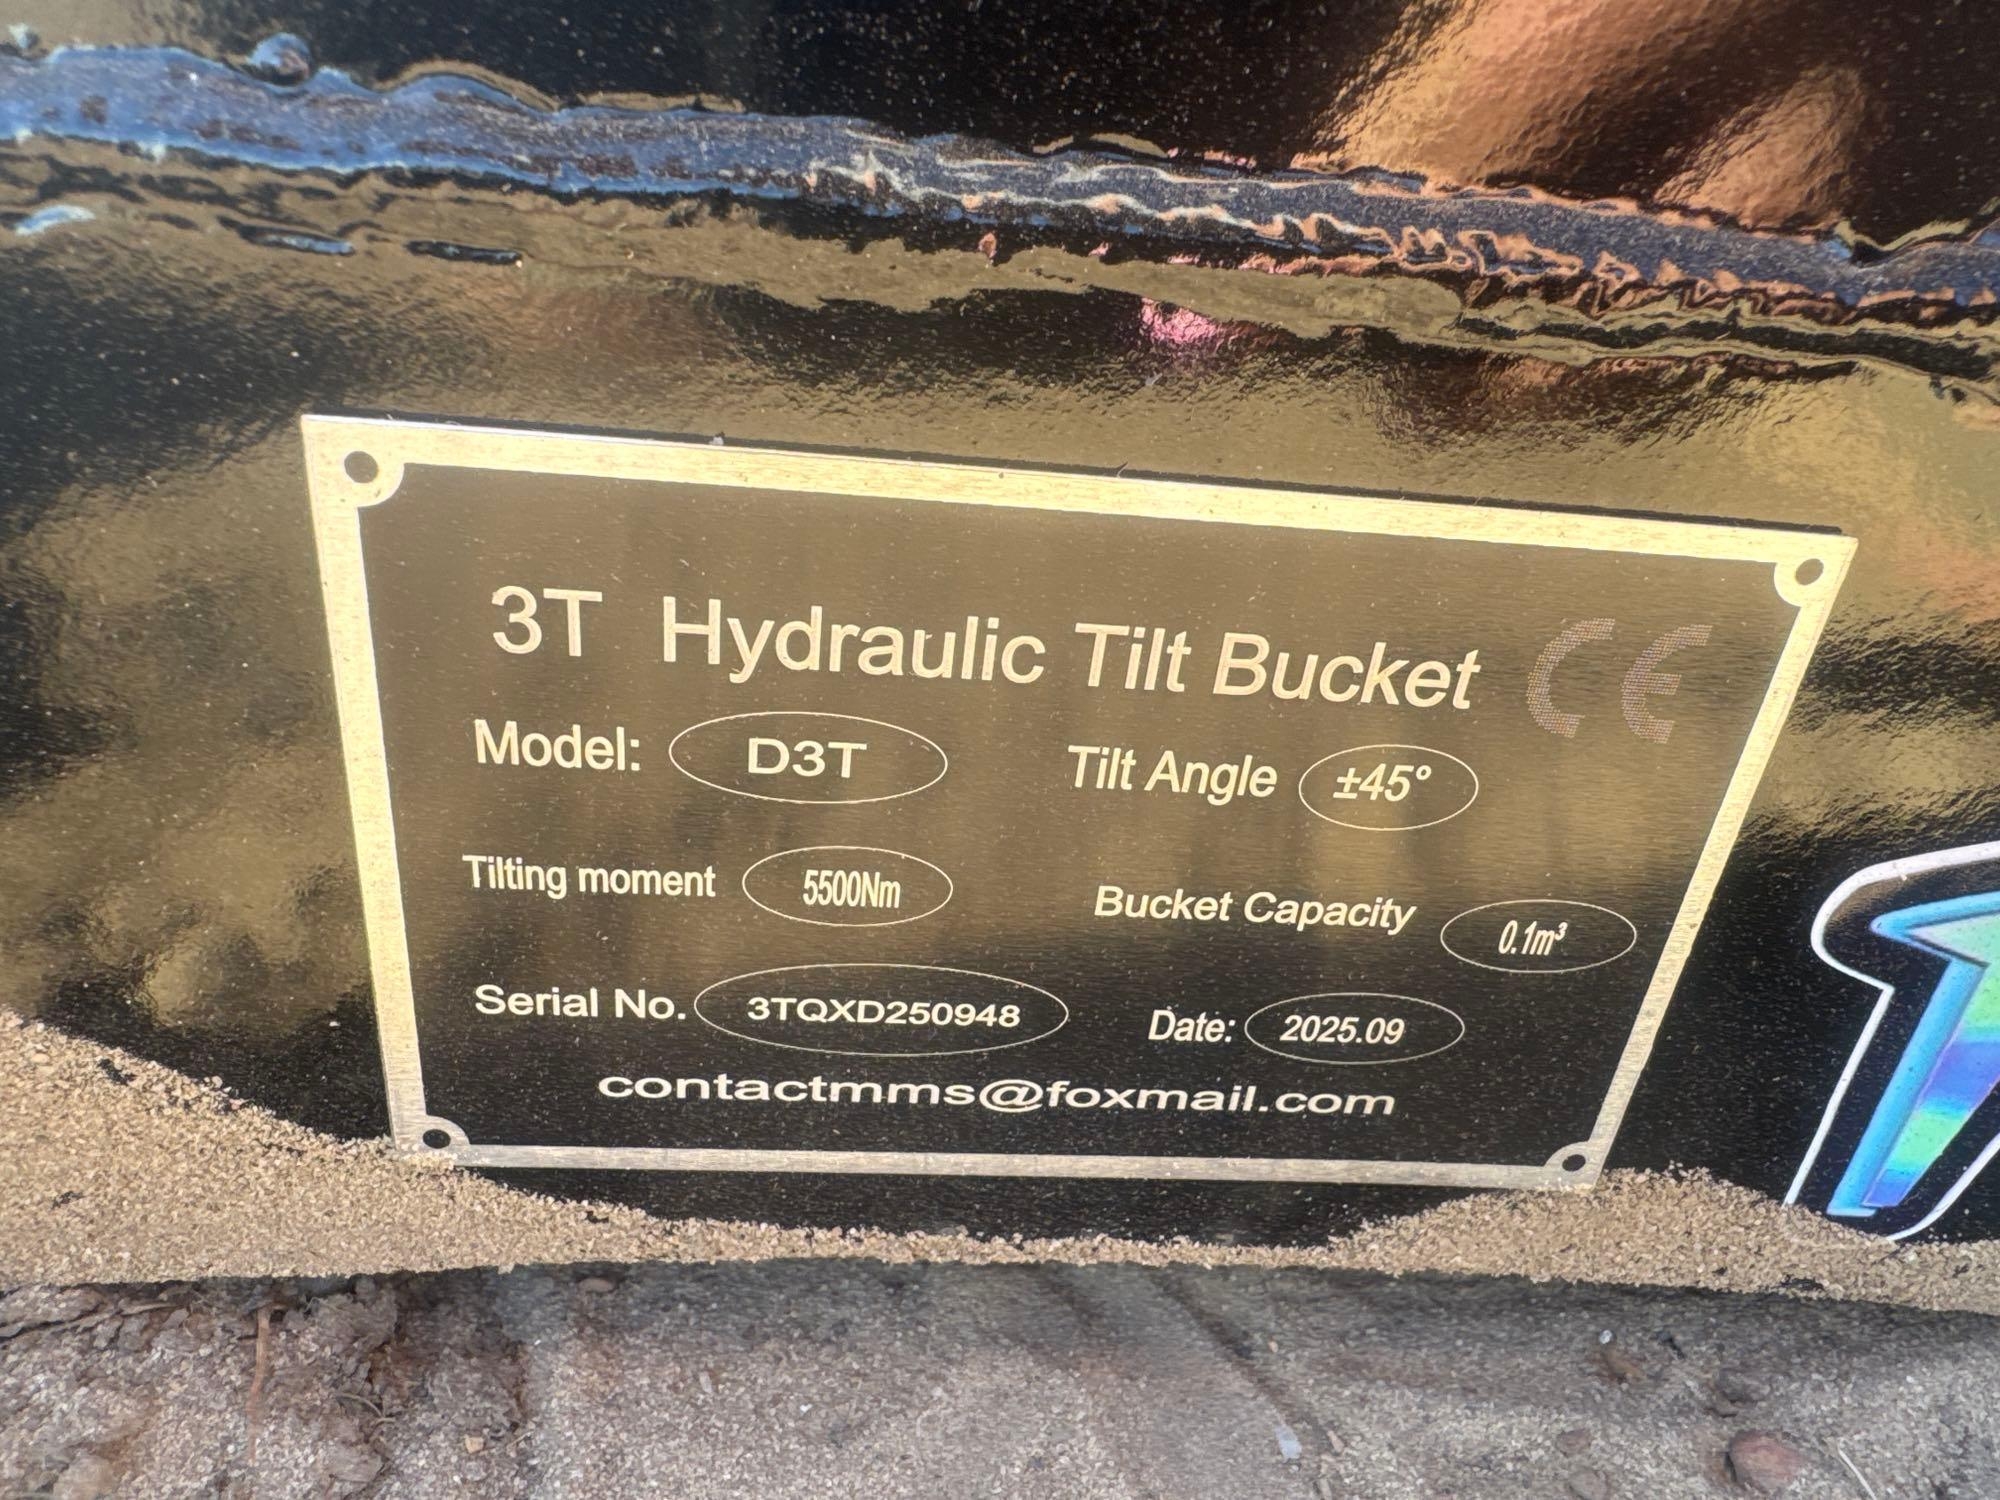 3T Hydraulic Tilt Bucket CE
Model: D3T Tilt Angle ±45°
Tilting moment 5500Nm Bucket Capacity 0.1m³
Serial No. 3TQXD250948 Date: 2025.09
contactmms@foxmail.com